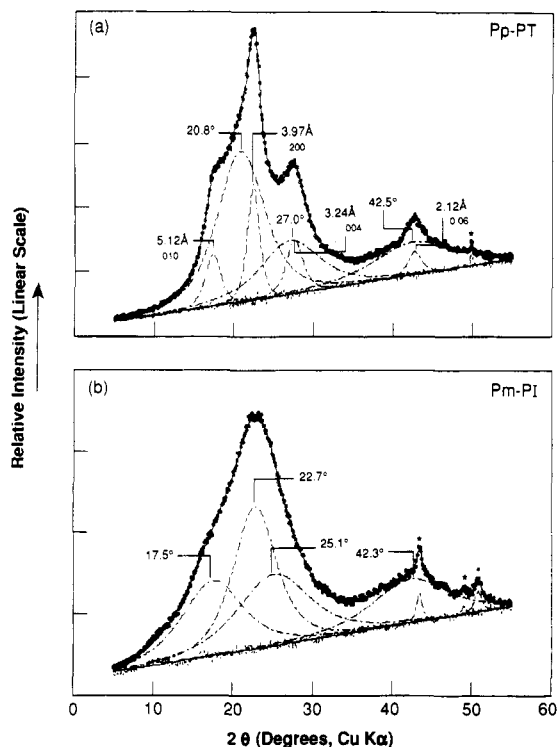 (a)
Pp-PT
20.8°
3.97Å
200
5.12Å
010
27.0°
3.24Å
004
42.5°
2.12Å
006
*
(b)
Pm-PI
22.7°
17.5°
25.1°
42.3°
*
*
*
Relative Intensity (Linear Scale)
0 10 20 30 40 50 60
2 θ (Degrees, Cu Kα)